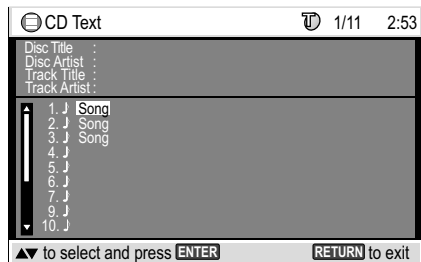 CD Text T 1/11 2:53
Disc Title :
Disc Artist :
Track Title :
Track Artist :
1. Song
2. Song
3. Song
4.
5.
6.
7.
9.
10.
to select and press ENTER RETURN to exit